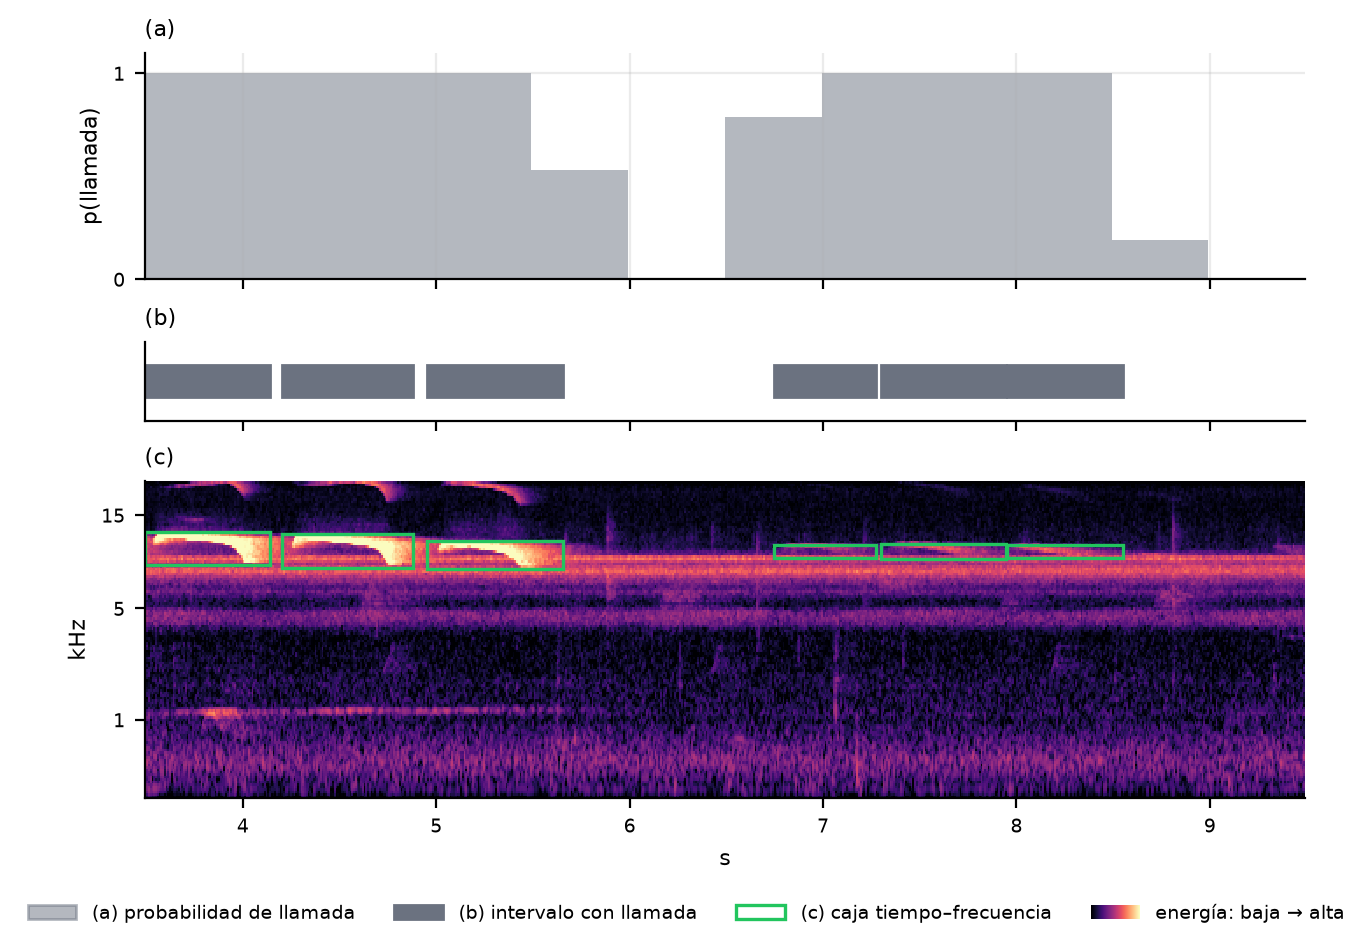 (a)
1
p(llamada)
0
(b)
(c)
15
5
kHz
1
4 5 6 7 8 9
s
(a) probabilidad de llamada (b) intervalo con llamada (c) caja tiempo–frecuencia energía: baja → alta